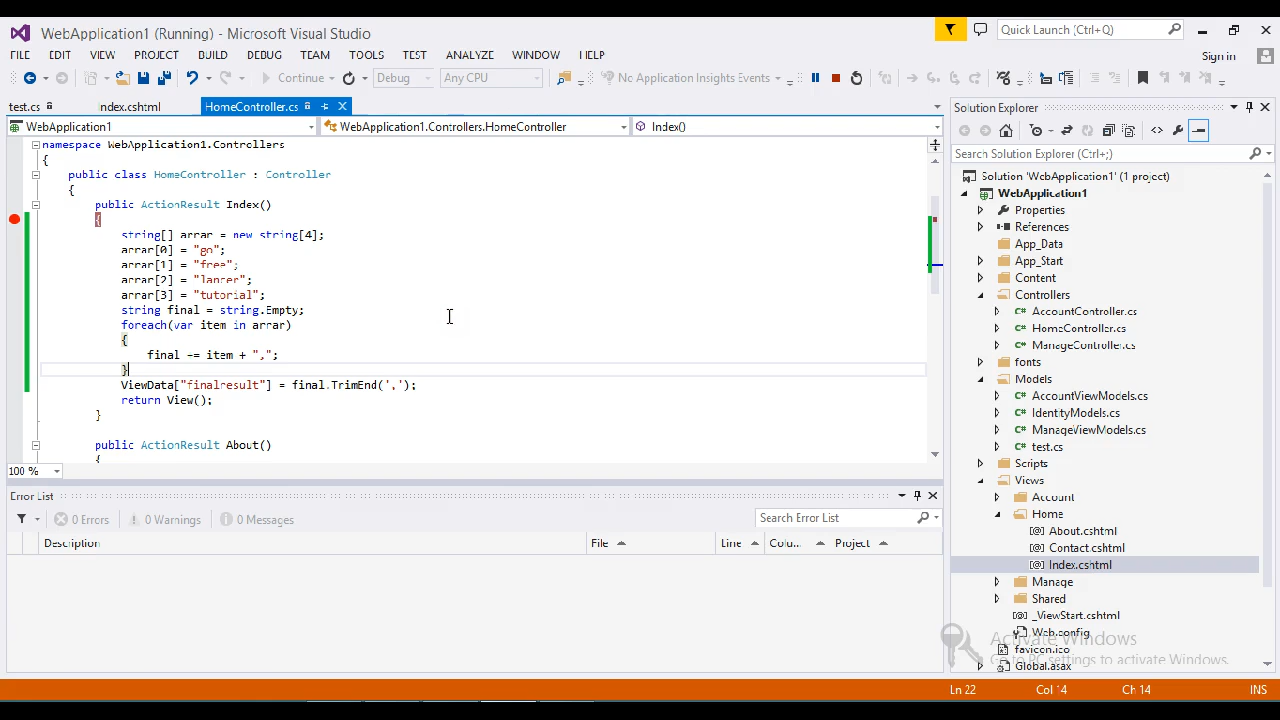 WebApplication1 (Running) - Microsoft Visual Studio
Quick Launch (Ctrl+Q)
FILE EDIT VIEW PROJECT BUILD DEBUG TEAM TOOLS TEST ANALYZE WINDOW HELP
Sign in
Continue Debug Any CPU No Application Insights Events
test.cs Index.cshtml HomeController.cs
WebApplication1 WebApplication1.Controllers.HomeController Index()
namespace WebApplication1.Controllers
{
public class HomeController : Controller
{
public ActionResult Index()
{
string[] arrar = new string[4];
arrar[0] = "go";
arrar[1] = "free";
arrar[2] = "lancer";
arrar[3] = "tutorial";
string final = string.Empty;
foreach(var item in arrar)
{
final += item + ",";
}
ViewData["finalresult"] = final.TrimEnd(',');
return View();
}
public ActionResult About()
{
100 %
Error List
0 Errors 0 Warnings 0 Messages
Search Error List
Description File Line Colu... Project
Solution Explorer
Search Solution Explorer (Ctrl+;)
Solution 'WebApplication1' (1 project)
WebApplication1
Properties
References
App_Data
App_Start
Content
Controllers
AccountController.cs
HomeController.cs
ManageController.cs
fonts
Models
AccountViewModels.cs
IdentityModels.cs
ManageViewModels.cs
test.cs
Scripts
Views
Account
Home
About.cshtml
Contact.cshtml
Index.cshtml
Manage
Shared
_ViewStart.cshtml
Web.config
favicon.ico
Global.asax
Activate Windows
Go to PC settings to activate Windows.
Ln 22 Col 14 Ch 14 INS